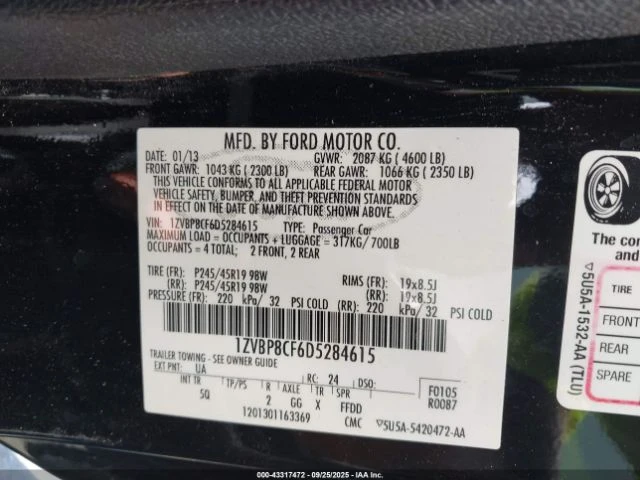 MFD. BY FORD MOTOR CO.
DATE: 01/13 GVWR: 2087 KG ( 4600 LB)
FRONT GAWR: 1043 KG ( 2300 LB) REAR GAWR: 1066 KG ( 2350 LB)
THIS VEHICLE CONFORMS TO ALL APPLICABLE FEDERAL MOTOR
VEHICLE SAFETY, BUMPER, AND THEFT PREVENTION STANDARDS
IN EFFECT ON THE DATE OF MANUFACTURE SHOWN ABOVE.
VIN: 1ZVBP8CF6D5284615 TYPE: Passenger Car
MAXIMUM LOAD = OCCUPANTS + LUGGAGE = 317KG/ 700LB
OCCUPANTS = 4 TOTAL; 2 FRONT, 2 REAR
TIRE (FR): P245/45R19 98W RIMS (FR): 19x8.5J
(RR): P245/45R19 98W (RR): 19x8.5J
PRESSURE (FR): 220 kPa/ 32 PSI COLD (RR): 220 kPa/ 32 PSI COLD
1ZVBP8CF6D5284615
TRAILER TOWING - SEE OWNER GUIDE
EXT PNT: UA RC: 24 DSO:
INT TR TP/PS R AXLE TR SPR F0105
5Q 2 GG X FFDD R0087
1201301163369 CMC ▽5U5A-5420472-AA
The con
and
TIRE
FRONT
REAR
SPARE
▽5U5A-1532-AA (TLU)
000-43317472 (09/25/2025) IAAI.COM